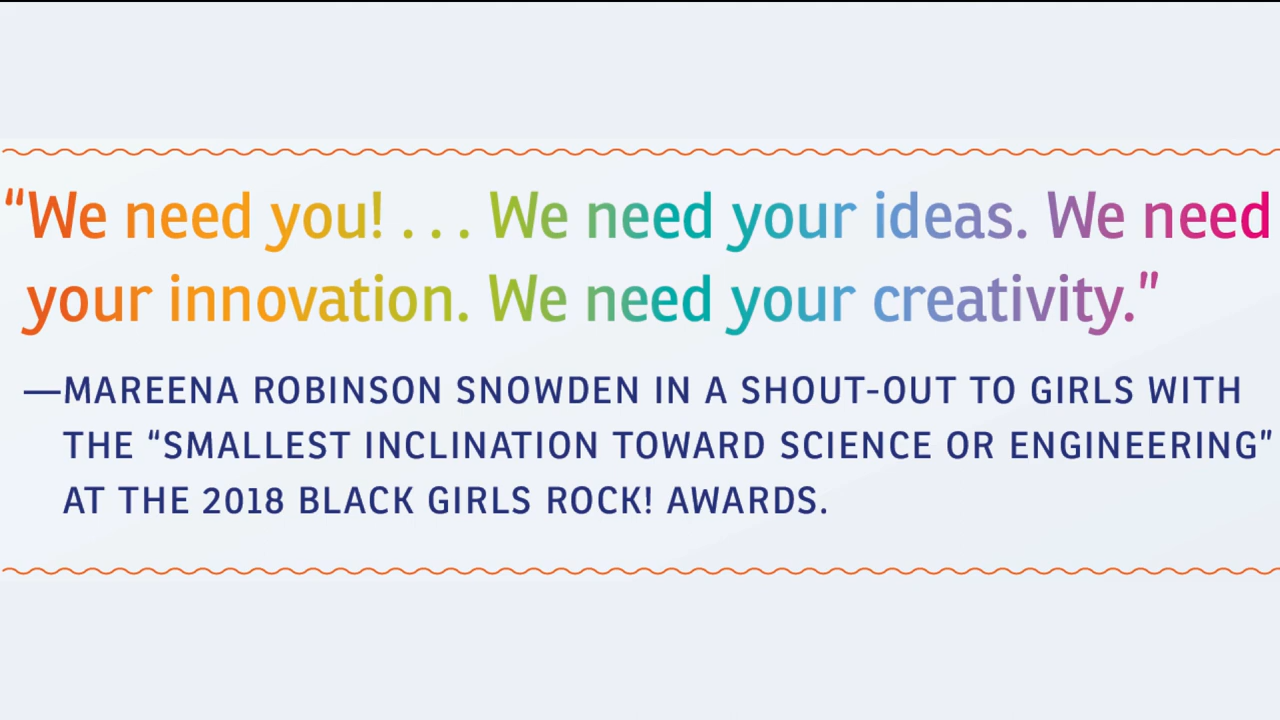 “We need you! . . . We need your ideas. We need
your innovation. We need your creativity.”
—MAREENA ROBINSON SNOWDEN IN A SHOUT-OUT TO GIRLS WITH
THE “SMALLEST INCLINATION TOWARD SCIENCE OR ENGINEERING”
AT THE 2018 BLACK GIRLS ROCK! AWARDS.